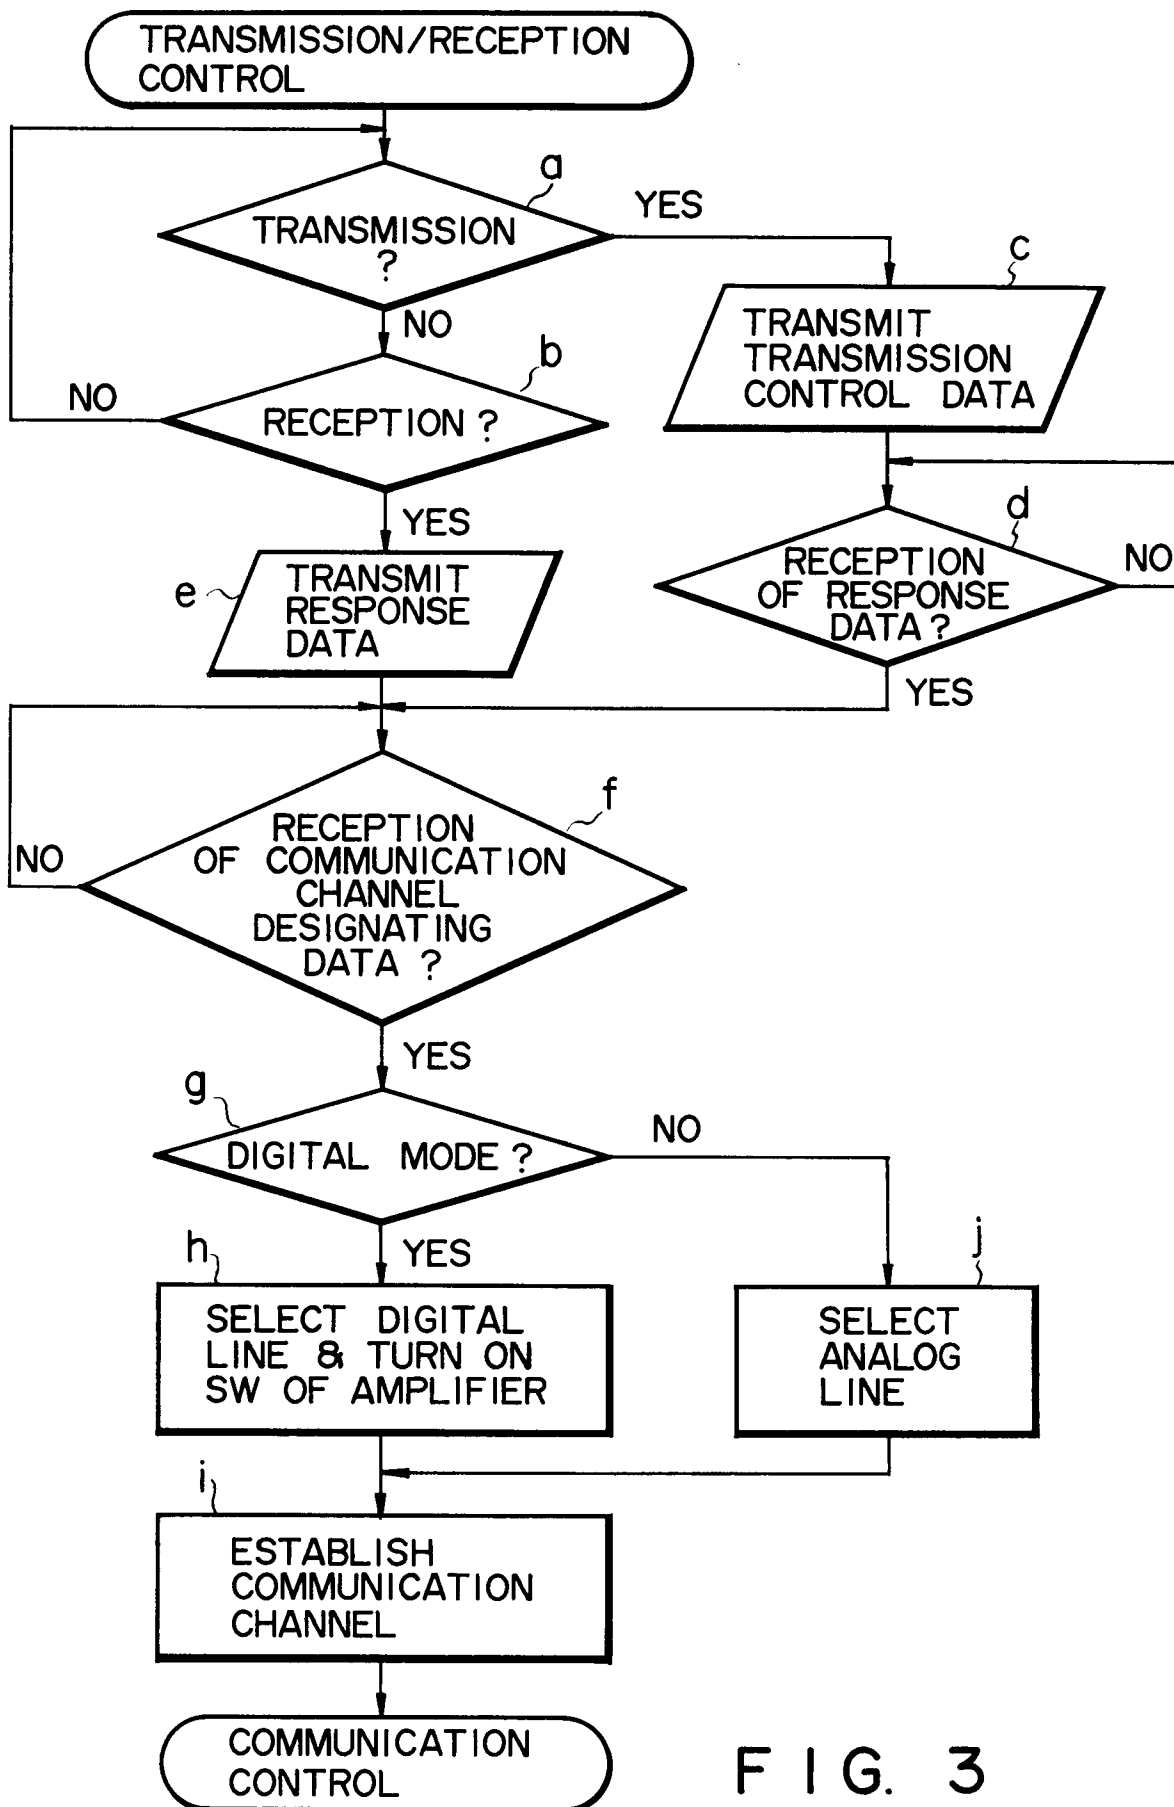 TRANSMISSION/RECEPTION
CONTROL
a
YES
TRANSMISSION
?
NO
c
TRANSMIT
TRANSMISSION
CONTROL DATA
b
NO
RECEPTION ?
YES
d
RECEPTION
OF RESPONSE
DATA ?
NO
YES
e
TRANSMIT
RESPONSE
DATA
f
RECEPTION
OF COMMUNICATION
CHANNEL
DESIGNATING
DATA ?
NO
YES
g
DIGITAL MODE ?
NO
YES
h
SELECT DIGITAL
LINE & TURN ON
SW OF AMPLIFIER
j
SELECT
ANALOG
LINE
i
ESTABLISH
COMMUNICATION
CHANNEL
COMMUNICATION
CONTROL
FIG. 3